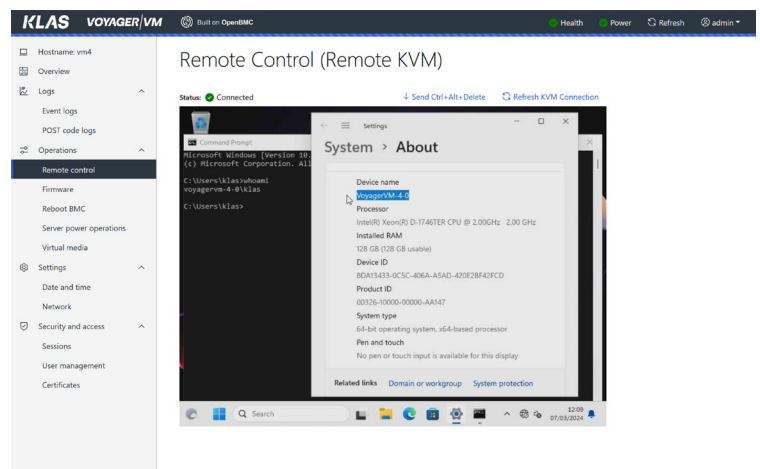 KLAS VOYAGER|VM Built on OpenBMC Health Power Refresh admin
Hostname: vm4
Overview
Logs
Event logs
POST code logs
Operations
Remote control
Firmware
Reboot BMC
Server power operations
Virtual media
Settings
Date and time
Network
Security and access
Sessions
User management
Certificates
Remote Control (Remote KVM)
Status: Connected
Send Ctrl+Alt+Delete Refresh KVM Connection
Command Prompt
Microsoft Windows [Version 10.
(c) Microsoft Corporation. All
C:\Users\klas>whoami
voyagervm-4-0\klas
C:\Users\klas>
Settings
System > About
Device name
VoyagerVM-4-0
Processor
Intel(R) Xeon(R) D-1746TER CPU @ 2.00GHz 2.00 GHz
Installed RAM
128 GB (128 GB usable)
Device ID
8DA13433-0C5C-406A-A5AD-420E2BF42FCD
Product ID
00326-10000-00000-AA147
System type
64-bit operating system, x64-based processor
Pen and touch
No pen or touch input is available for this display
Related links Domain or workgroup System protection
Search
12:09
07/03/2024